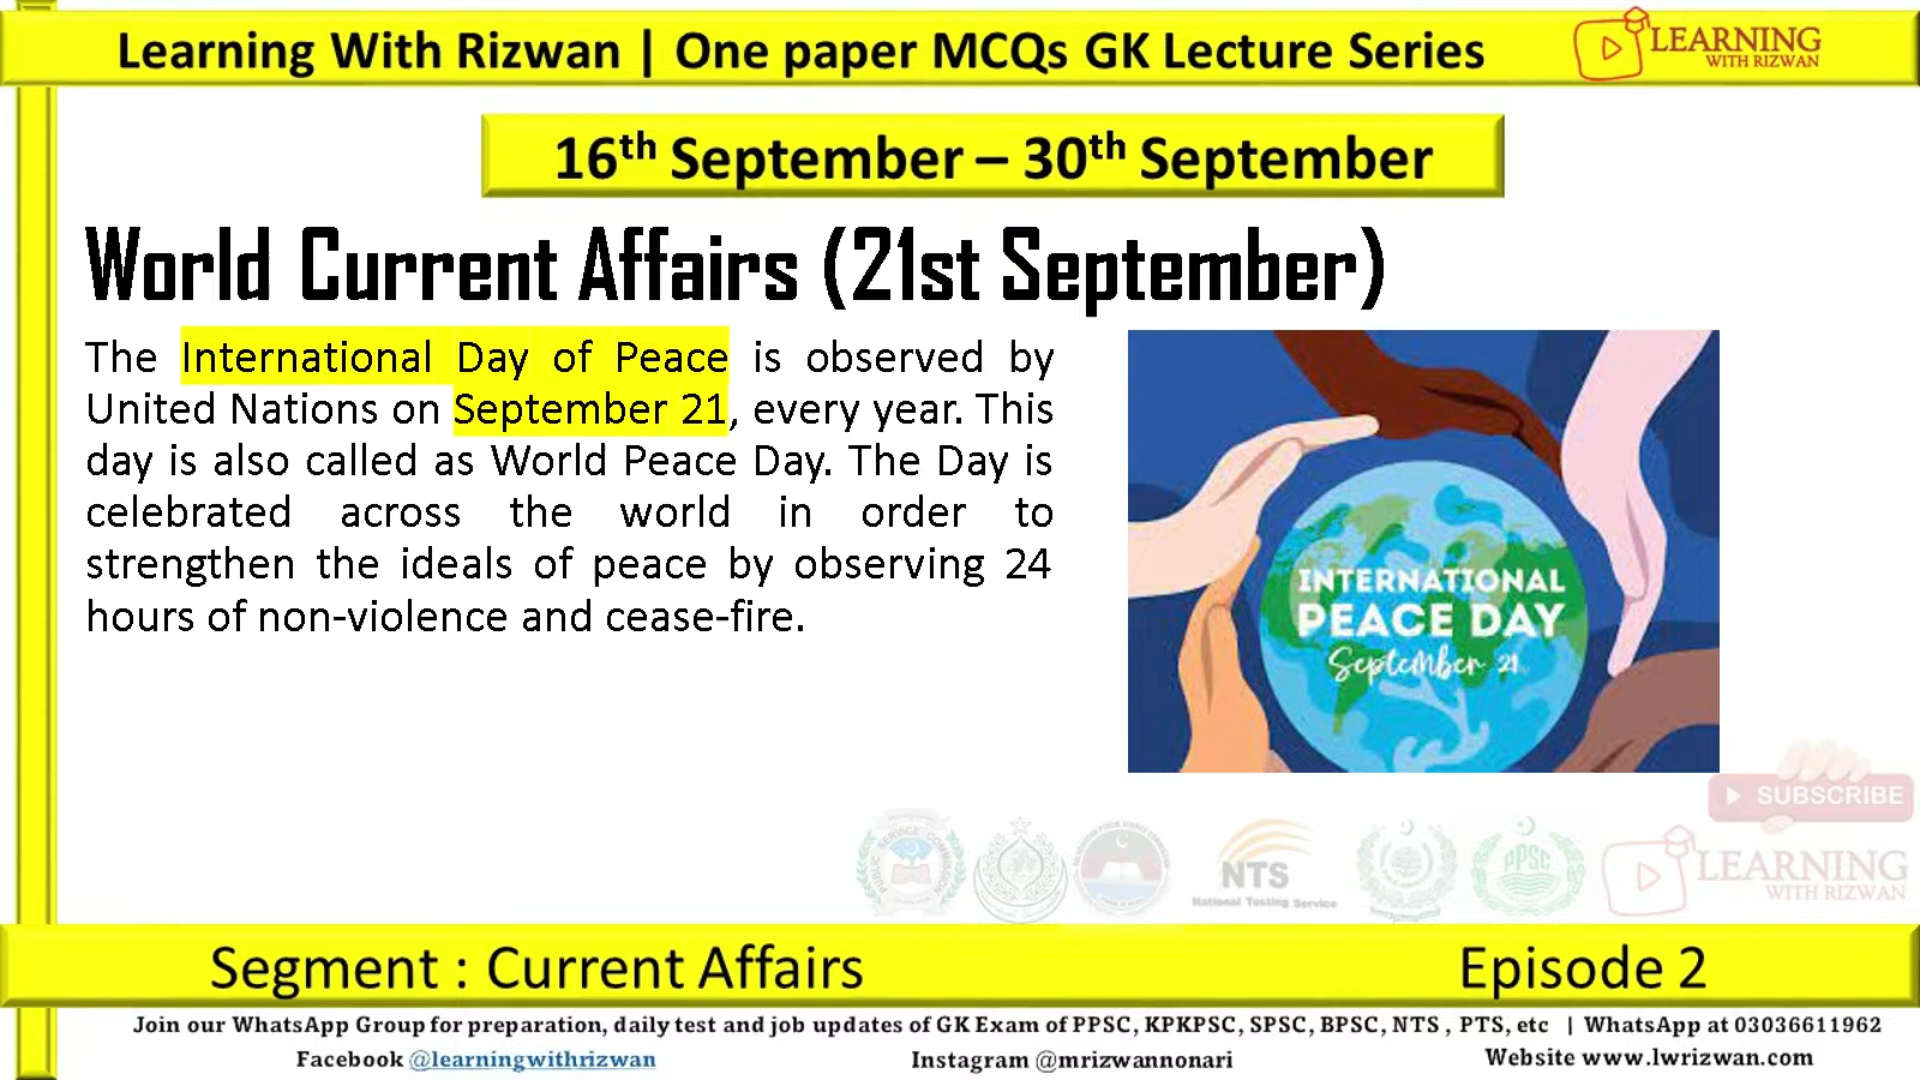 Learning With Rizwan | One paper MCQs GK Lecture Series
LEARNING
WITH RIZWAN
16th September – 30th September
World Current Affairs (21st September)
The International Day of Peace is observed by
United Nations on September 21, every year. This
day is also called as World Peace Day. The Day is
celebrated across the world in order to
strengthen the ideals of peace by observing 24
hours of non-violence and cease-fire.
INTERNATIONAL
PEACE DAY
September 21
SUBSCRIBE
NTS
National Testing Service
PPSC
LEARNING
WITH RIZWAN
Segment : Current Affairs
Episode 2
Join our WhatsApp Group for preparation, daily test and job updates of GK Exam of PPSC, KPKPSC, SPSC, BPSC, NTS , PTS, etc | WhatsApp at 03036611962
Facebook @learningwithrizwan
Instagram @mrizwannonari
Website www.lwrizwan.com